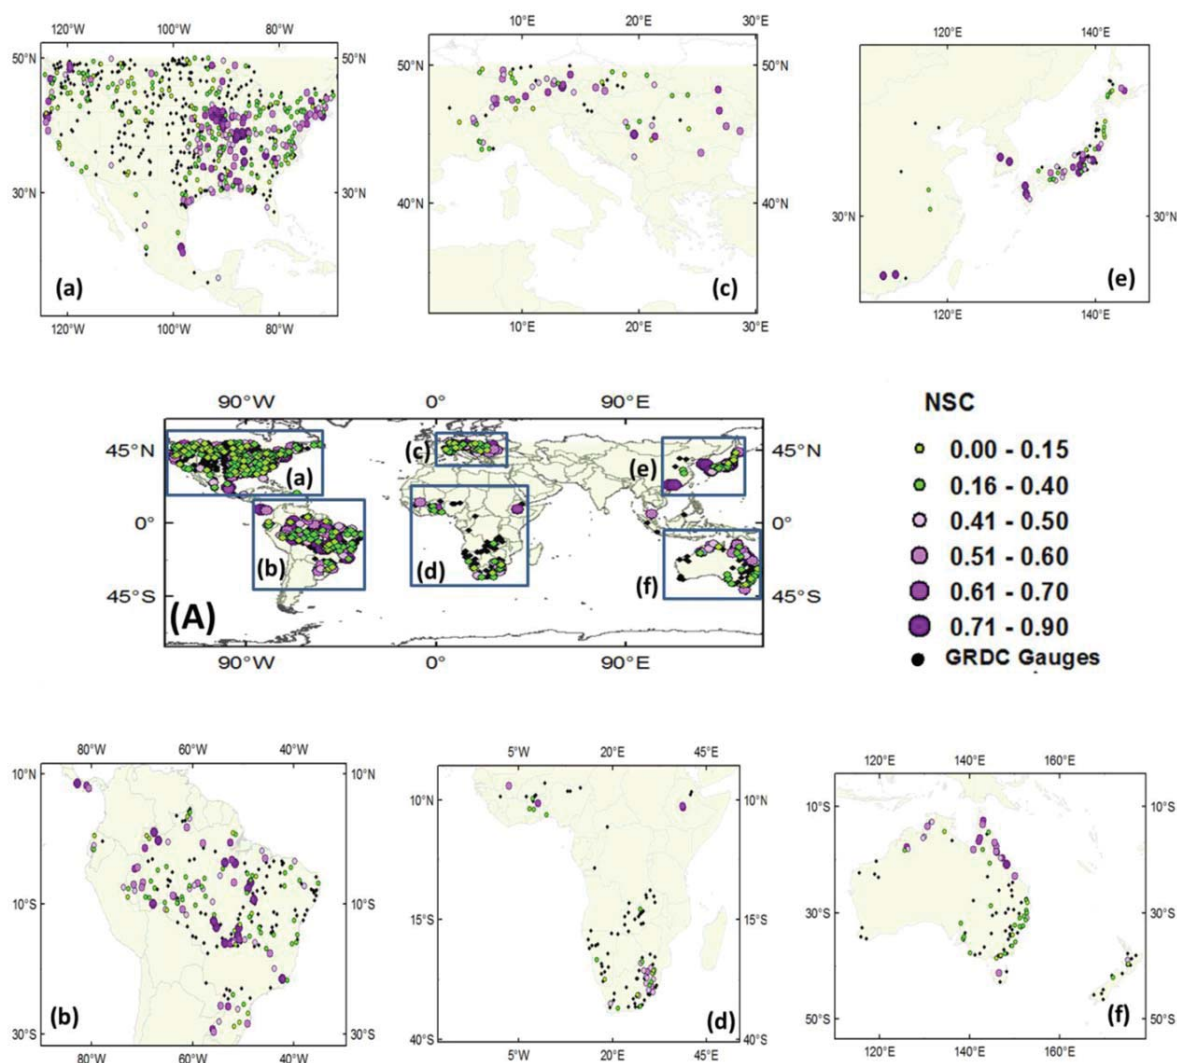 120°W 100°W 80°W
50°N 50°N
30°N 30°N
(a)
120°W 100°W 80°W
10°E 20°E 30°E
50°N 50°N
40°N 40°N
(c)
10°E 20°E 30°E
120°E 140°E
30°N 30°N
(e)
120°E 140°E
90°W 0° 90°E
45°N 45°N
0° 0°
45°S 45°S
(a)
(b)
(c)
(d)
(e)
(f)
(A)
90°W 0° 90°E
NSC
0.00 - 0.15
0.16 - 0.40
0.41 - 0.50
0.51 - 0.60
0.61 - 0.70
0.71 - 0.90
GRDC Gauges
80°W 60°W 40°W
10°N 10°N
10°S 10°S
30°S 30°S
(b)
80°W 60°W 40°W
5°W 20°E 45°E
10°N 10°N
15°S 15°S
40°S 40°S
(d)
5°W 20°E 45°E
120°E 140°E 160°E
10°S 10°S
30°S 30°S
50°S 50°S
(f)
120°E 140°E 160°E